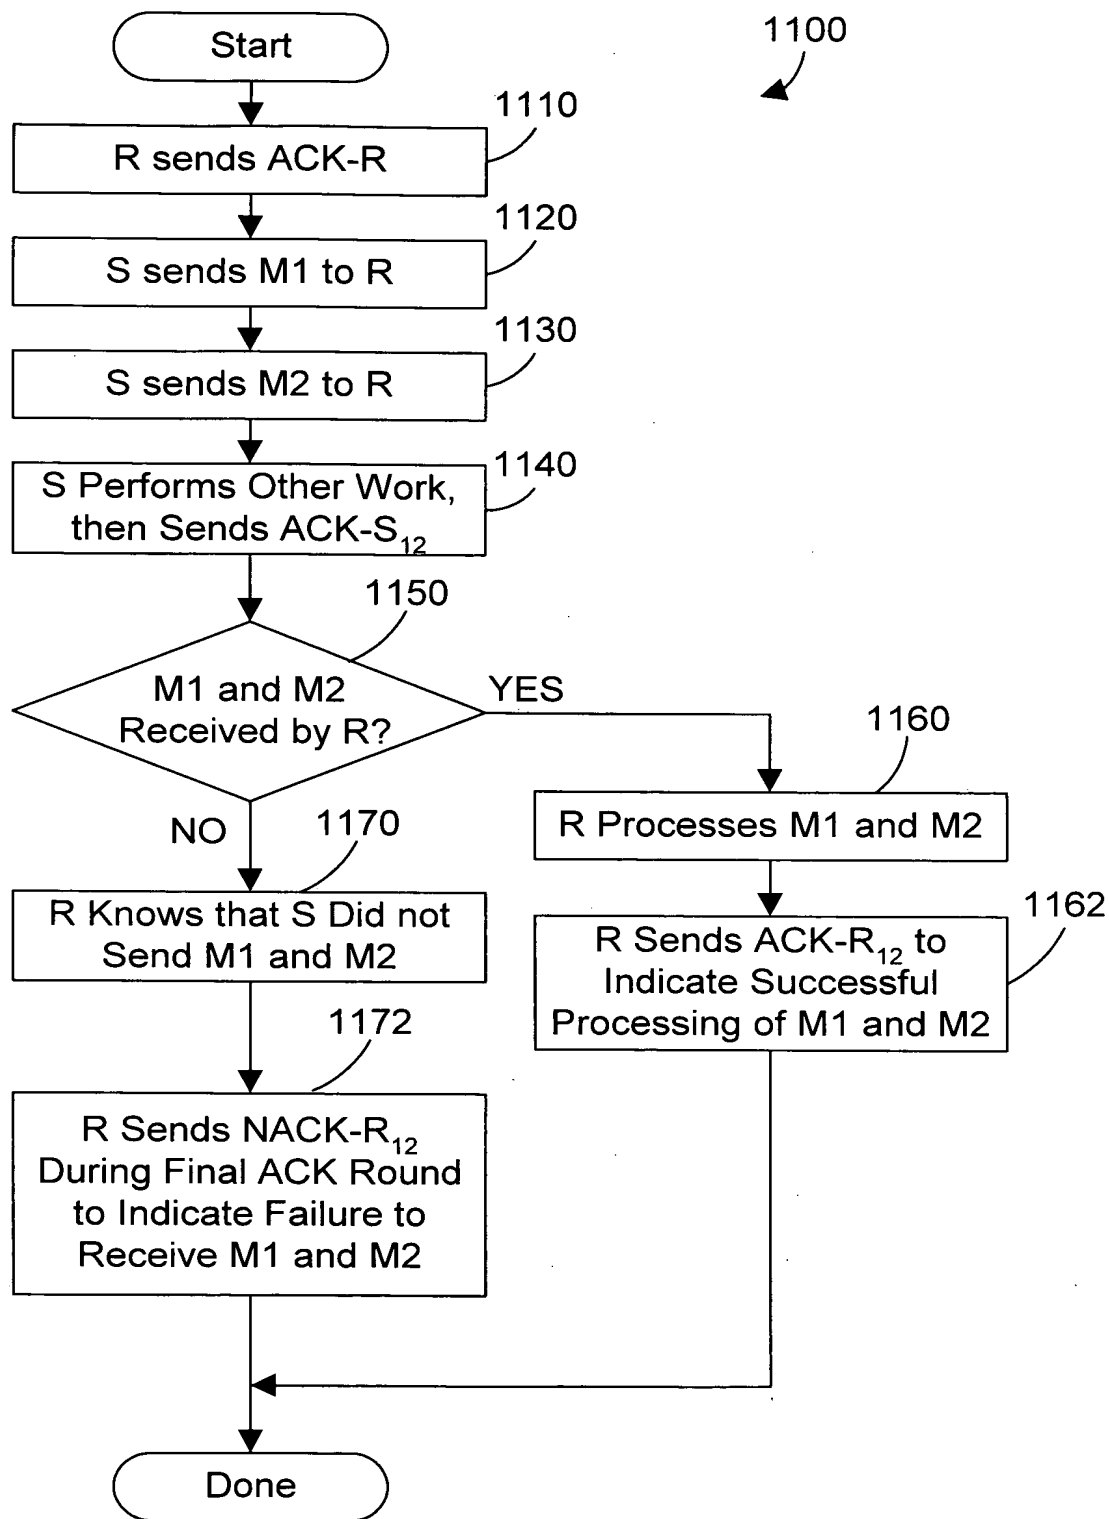 Start
1100
1110
R sends ACK-R
1120
S sends M1 to R
1130
S sends M2 to R
1140
S Performs Other Work,
then Sends ACK-S₁₂
1150
M1 and M2
Received by R?
YES
NO
1160
R Processes M1 and M2
1162
R Sends ACK-R₁₂ to
Indicate Successful
Processing of M1 and M2
1170
R Knows that S Did not
Send M1 and M2
1172
R Sends NACK-R₁₂
During Final ACK Round
to Indicate Failure to
Receive M1 and M2
Done